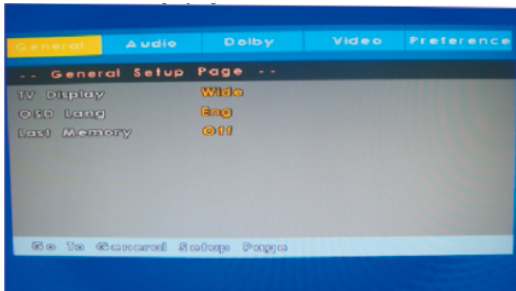 General Audio Dolby Video Preference
-- General Setup Page --
TV Display Wide
OSD Lang Eng
Last Memory Off
Go To General Setup Page